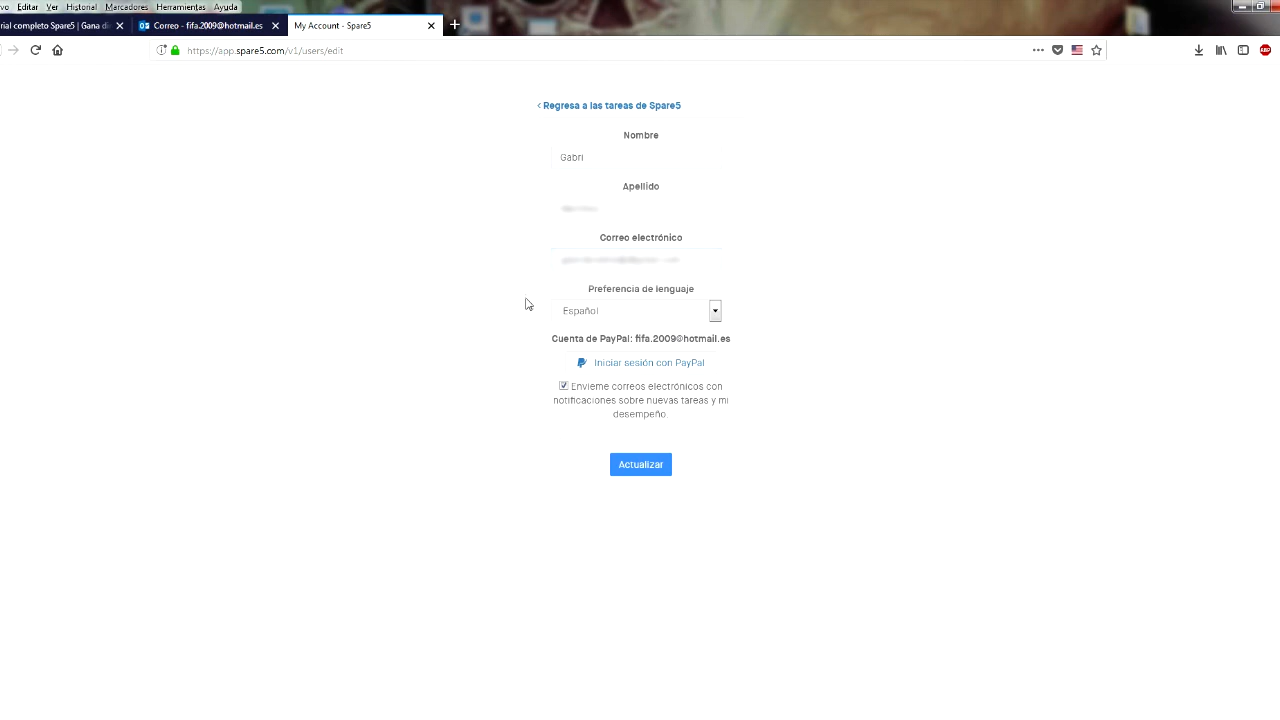 Editar Ver Historial Marcadores Herramientas Ayuda
rial completo Spare5 | Gana di
Correo - fifa.2009@hotmail.es
My Account - Spare5
https://app.spare5.com/v1/users/edit
ABP
‹ Regresa a las tareas de Spare5
Nombre
Gabri
Apellido
Correo electrónico
Preferencia de lenguaje
Español
Cuenta de PayPal: fifa.2009@hotmail.es
Iniciar sesión con PayPal
Envíeme correos electrónicos con
notificaciones sobre nuevas tareas y mi
desempeño.
Actualizar